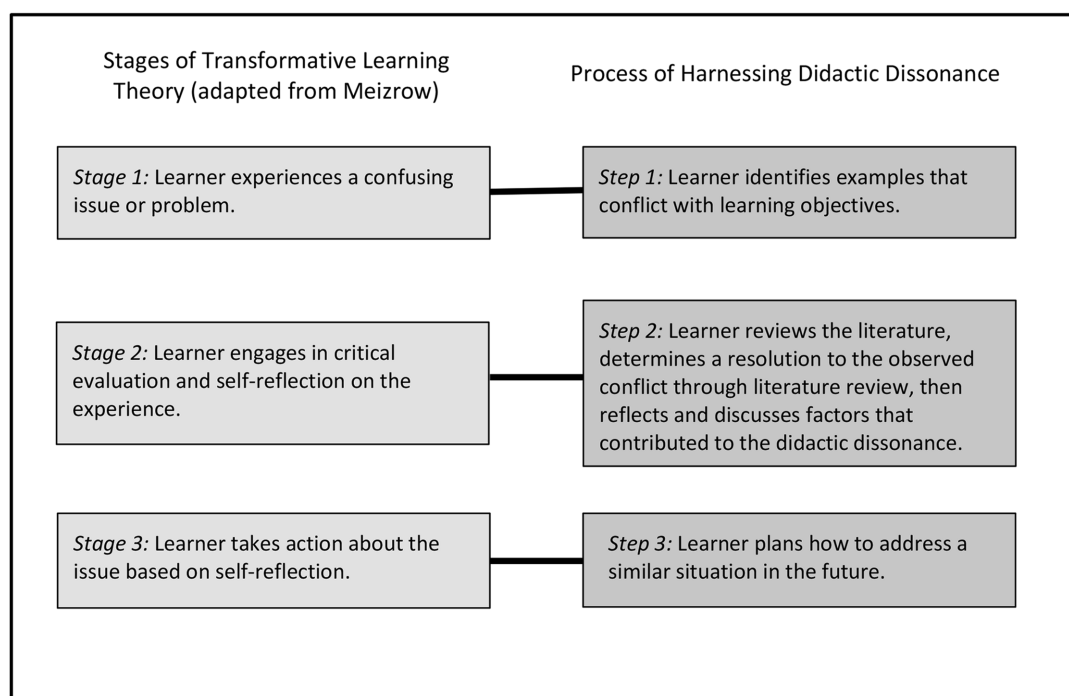 Stages of Transformative Learning
Theory (adapted from Meizrow)
Process of Harnessing Didactic Dissonance
Stage 1: Learner experiences a confusing
issue or problem.
Step 1: Learner identifies examples that
conflict with learning objectives.
Stage 2: Learner engages in critical
evaluation and self-reflection on the
experience.
Step 2: Learner reviews the literature,
determines a resolution to the observed
conflict through literature review, then
reflects and discusses factors that
contributed to the didactic dissonance.
Stage 3: Learner takes action about the
issue based on self-reflection.
Step 3: Learner plans how to address a
similar situation in the future.